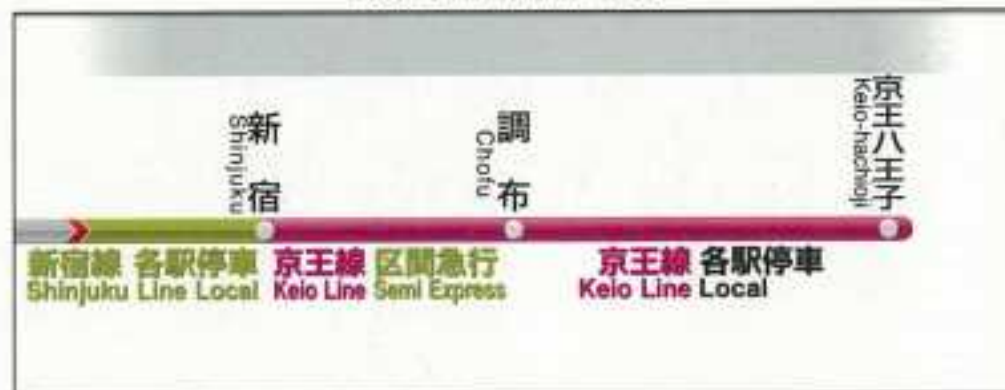 新宿
Shinjuku
調布
Chofu
京王八王子
Keio-hachioji
新宿線 各駅停車
Shinjuku Line Local
京王線 区間急行
Keio Line Semi Express
京王線 各駅停車
Keio Line Local